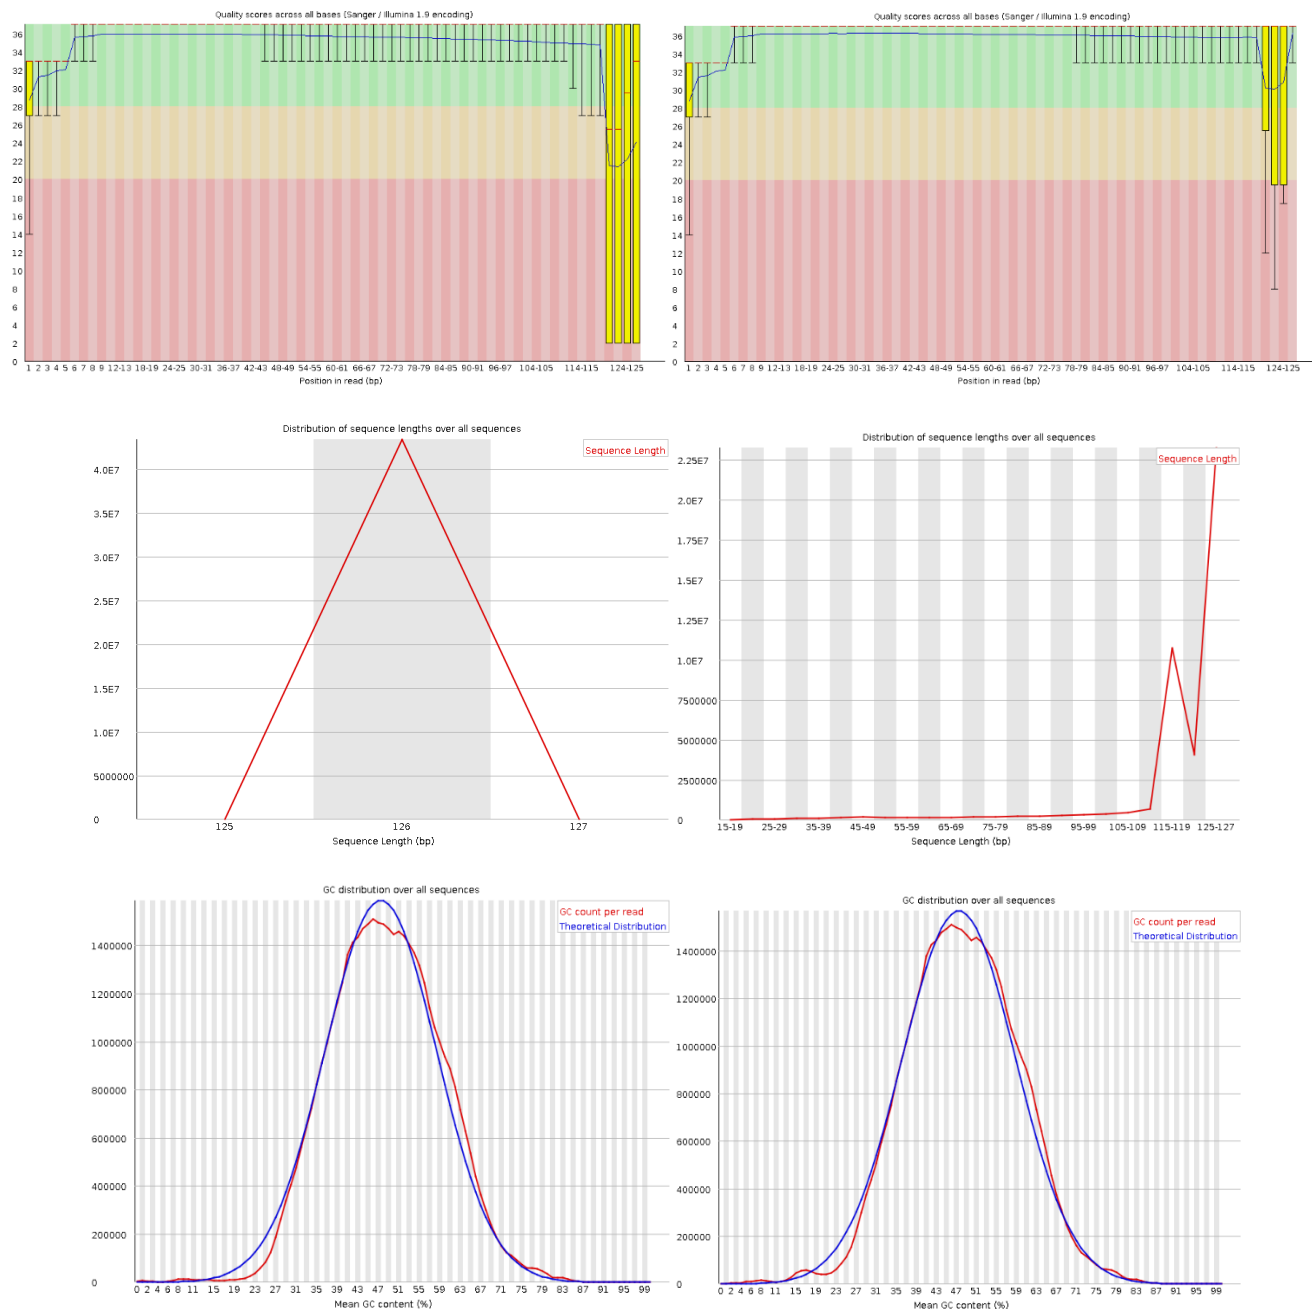 Quality scores across all bases (Sanger / Illumina 1.9 encoding)
36
34
32
30
28
26
24
22
20
18
16
14
12
10
8
6
4
2
0
1 2 3 4 5 6 7 8 9 12-13 18-19 24-25 30-31 36-37 42-43 48-49 54-55 60-61 66-67 72-73 78-79 84-85 90-91 96-97 104-105 114-115 124-125
Position in read (bp)
Quality scores across all bases (Sanger / Illumina 1.9 encoding)
36
34
32
30
28
26
24
22
20
18
16
14
12
10
8
6
4
2
0
1 2 3 4 5 6 7 8 9 12-13 18-19 24-25 30-31 36-37 42-43 48-49 54-55 60-61 66-67 72-73 78-79 84-85 90-91 96-97 104-105 114-115 124-125
Position in read (bp)
Distribution of sequence lengths over all sequences
Sequence Length
4.0E7
3.5E7
3.0E7
2.5E7
2.0E7
1.5E7
1.0E7
5000000
0
125 126 127
Sequence Length (bp)
Distribution of sequence lengths over all sequences
Sequence Length
2.25E7
2.0E7
1.75E7
1.5E7
1.25E7
1.0E7
7500000
5000000
2500000
0
15-19 25-29 35-39 45-49 55-59 65-69 75-79 85-89 95-99 105-109 115-119 125-127
Sequence Length (bp)
GC distribution over all sequences
GC count per read
Theoretical Distribution
1400000
1200000
1000000
800000
600000
400000
200000
0
0 2 4 6 8 11 15 19 23 27 31 35 39 43 47 51 55 59 63 67 71 75 79 83 87 91 95 99
Mean GC content (%)
GC distribution over all sequences
GC count per read
Theoretical Distribution
1400000
1200000
1000000
800000
600000
400000
200000
0
0 2 4 6 8 11 15 19 23 27 31 35 39 43 47 51 55 59 63 67 71 75 79 83 87 91 95 99
Mean GC content (%)